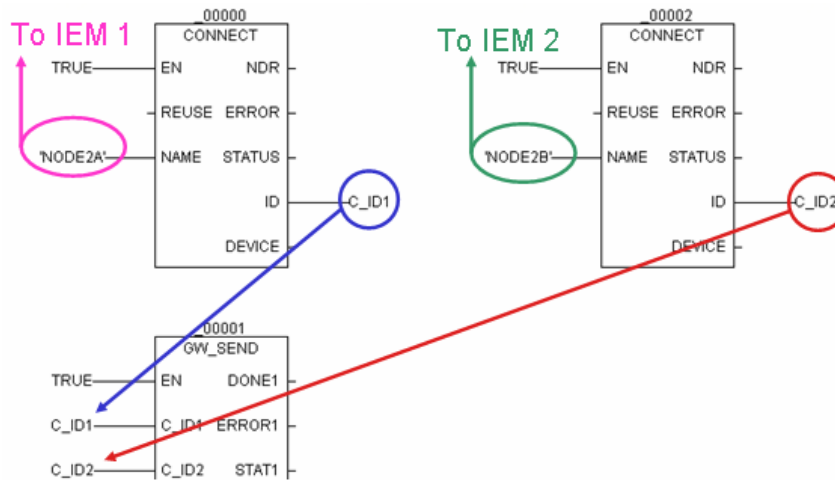 _00000
CONNECT
To IEM 1
TRUE EN NDR
REUSE ERROR
'NODE2A' NAME STATUS
ID C_ID1
DEVICE
_00002
CONNECT
To IEM 2
TRUE EN NDR
REUSE ERROR
'NODE2B' NAME STATUS
ID C_ID2
DEVICE
_00001
GW_SEND
TRUE EN DONE1
C_ID1 C_ID1 ERROR1
C_ID2 C_ID2 STAT1